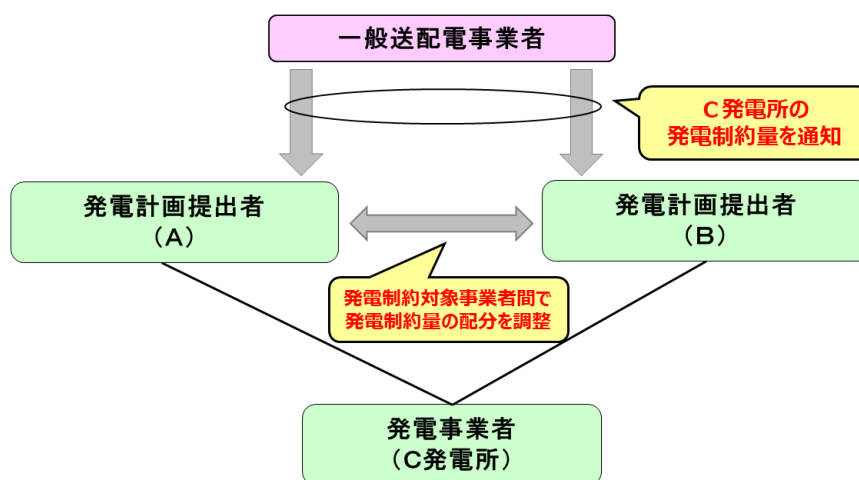 一般送配電事業者
C発電所の
発電制約量を通知
発電計画提出者
（A）
発電計画提出者
（B）
発電制約対象事業者間で
発電制約量の配分を調整
発電事業者
（C発電所）